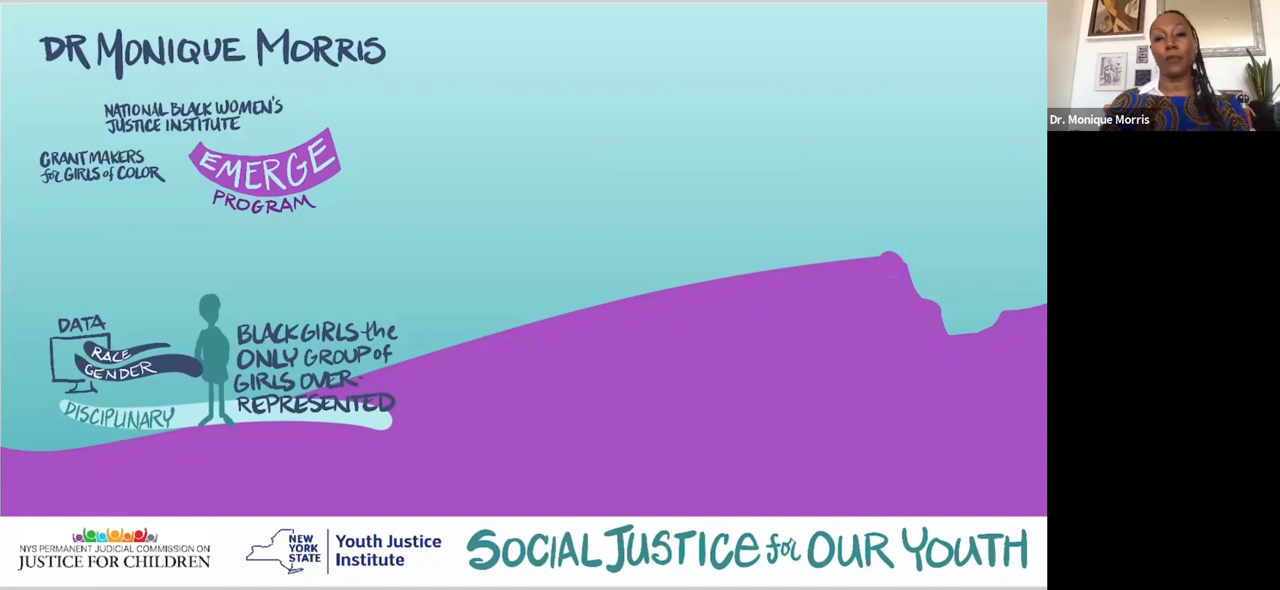 DR MONIQUE MORRIS
NATIONAL BLACK WOMEN'S
JUSTICE INSTITUTE
GRANT MAKERS
for GIRLS of COLOR
EMERGE
PROGRAM
DATA
RACE
GENDER
DISCIPLINARY
BLACK GIRLS the
ONLY GROUP of
GIRLS OVER-
REPRESENTED
Dr. Monique Morris
NYS PERMANENT JUDICIAL COMMISSION ON
JUSTICE FOR CHILDREN
NEW
YORK
STATE
Youth Justice
Institute
SOCIAL JUSTICE for OUR YOUTH